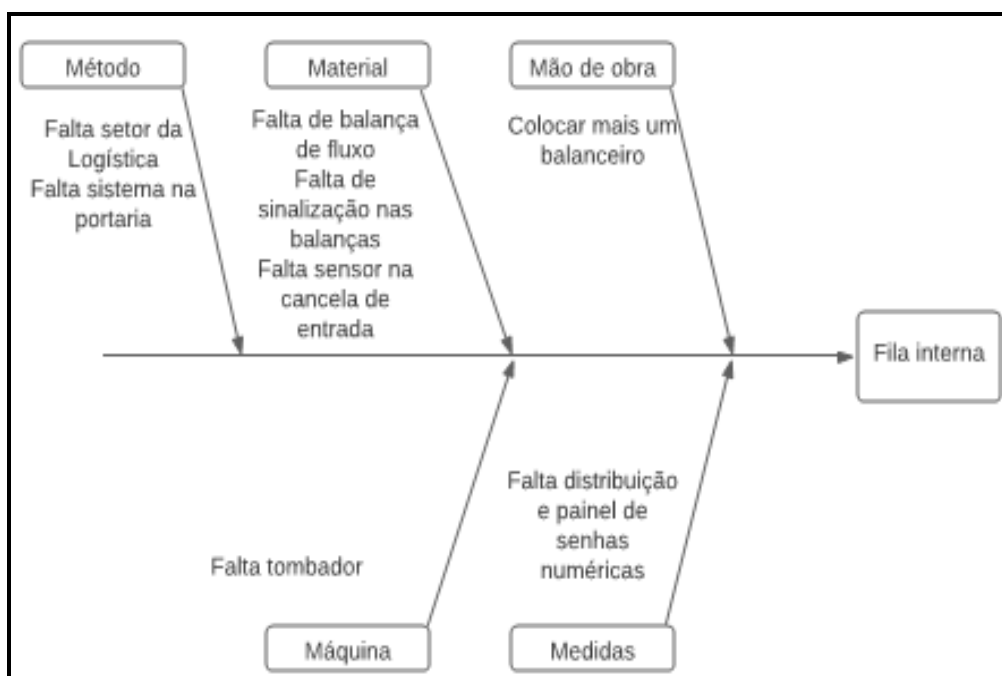 Método
Falta setor da
Logística
Falta sistema na
portaria
Material
Falta de balança
de fluxo
Falta de
sinalização nas
balanças
Falta sensor na
cancela de
entrada
Mão de obra
Colocar mais um
balanceiro
Fila interna
Falta tombador
Máquina
Falta distribuição
e painel de
senhas
numéricas
Medidas